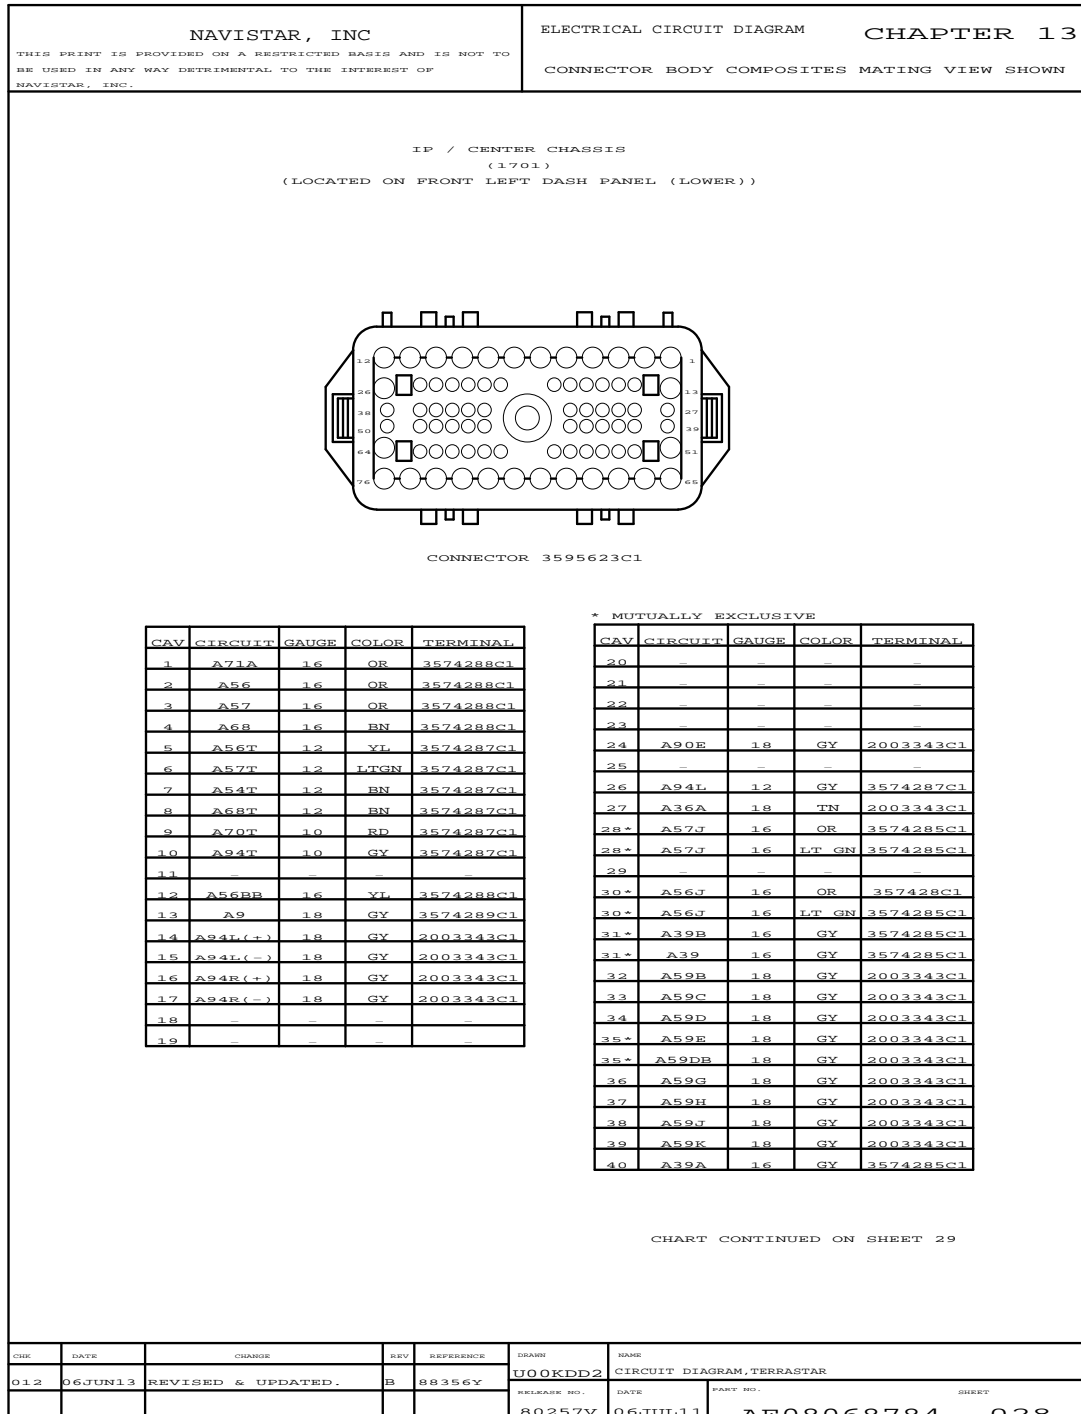 NAVISTAR, INC
THIS PRINT IS PROVIDED ON A RESTRICTED BASIS AND IS NOT TO
BE USED IN ANY WAY DETRIMENTAL TO THE INTEREST OF
NAVISTAR, INC.
ELECTRICAL CIRCUIT DIAGRAM CHAPTER 13
CONNECTOR BODY COMPOSITES MATING VIEW SHOWN
IP / CENTER CHASSIS
(1701)
(LOCATED ON FRONT LEFT DASH PANEL (LOWER))
12 1
26 13
38 27
50 39
64 51
76 65
CONNECTOR 3595623C1
CAV CIRCUIT GAUGE COLOR TERMINAL
1 A71A 16 OR 3574288C1
2 A56 16 OR 3574288C1
3 A57 16 OR 3574288C1
4 A68 16 BN 3574288C1
5 A56T 12 YL 3574287C1
6 A57T 12 LTGN 3574287C1
7 A54T 12 BN 3574287C1
8 A68T 12 BN 3574287C1
9 A70T 10 RD 3574287C1
10 A94T 10 GY 3574287C1
11 – – – –
12 A56BB 16 YL 3574288C1
13 A9 18 GY 3574289C1
14 A94L(+) 18 GY 2003343C1
15 A94L(-) 18 GY 2003343C1
16 A94R(+) 18 GY 2003343C1
17 A94R(-) 18 GY 2003343C1
18 – – – –
19 – – – –
* MUTUALLY EXCLUSIVE
CAV CIRCUIT GAUGE COLOR TERMINAL
20 – – – –
21 – – – –
22 – – – –
23 – – – –
24 A90E 18 GY 2003343C1
25 – – – –
26 A94L 12 GY 3574287C1
27 A36A 18 TN 2003343C1
28* A57J 16 OR 3574285C1
28* A57J 16 LT GN 3574285C1
29 – – – –
30* A56J 16 OR 357428C1
30* A56J 16 LT GN 3574285C1
31* A39B 16 GY 3574285C1
31* A39 16 GY 3574285C1
32 A59B 18 GY 2003343C1
33 A59C 18 GY 2003343C1
34 A59D 18 GY 2003343C1
35* A59E 18 GY 2003343C1
35* A59DB 18 GY 2003343C1
36 A59G 18 GY 2003343C1
37 A59H 18 GY 2003343C1
38 A59J 18 GY 2003343C1
39 A59K 18 GY 2003343C1
40 A39A 16 GY 3574285C1
CHART CONTINUED ON SHEET 29
CHK DATE CHANGE REV REFERENCE DRAWN NAME
012 06JUN13 REVISED & UPDATED. B 88356Y U00KDD2 CIRCUIT DIAGRAM,TERRASTAR
RELEASE NO. DATE PART NO. SHEET
80257V 06JUL11 AE08068784 028